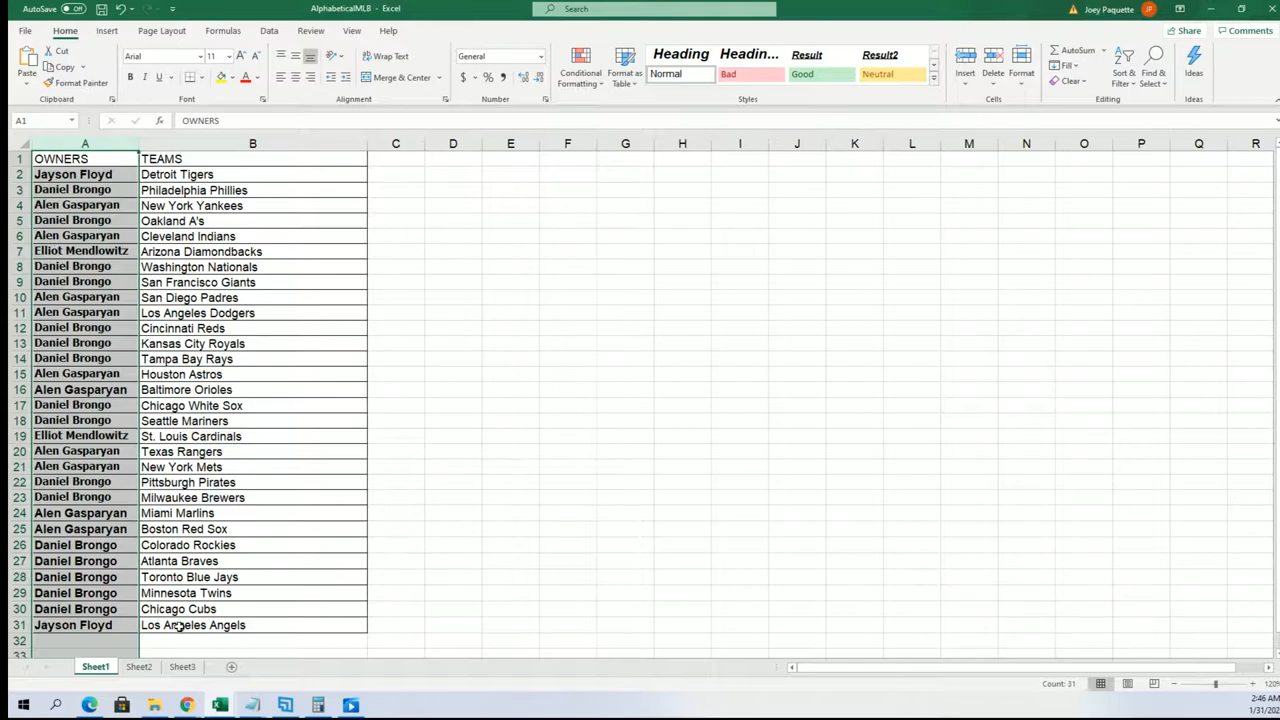 AutoSave Off AlphabeticalMLB - Excel Search Joey Paquette JP
File Home Insert Page Layout Formulas Data Review View Help Share Comments
Cut Arial 11 Wrap Text General Heading Headin... Result Result2 AutoSum
Copy Normal Bad Good Neutral Fill
Paste Format Painter Merge & Center Conditional Formatting Format as Table Insert Delete Format Clear Sort & Filter Find & Select Ideas
Clipboard Font Alignment Number Styles Cells Editing Ideas
A1 fx OWNERS
A B C D E F G H I J K L M N O P Q R
1 OWNERS TEAMS
2 Jayson Floyd Detroit Tigers
3 Daniel Brongo Philadelphia Phillies
4 Alen Gasparyan New York Yankees
5 Daniel Brongo Oakland A's
6 Alen Gasparyan Cleveland Indians
7 Elliot Mendlowitz Arizona Diamondbacks
8 Daniel Brongo Washington Nationals
9 Daniel Brongo San Francisco Giants
10 Alen Gasparyan San Diego Padres
11 Alen Gasparyan Los Angeles Dodgers
12 Daniel Brongo Cincinnati Reds
13 Daniel Brongo Kansas City Royals
14 Daniel Brongo Tampa Bay Rays
15 Alen Gasparyan Houston Astros
16 Alen Gasparyan Baltimore Orioles
17 Daniel Brongo Chicago White Sox
18 Daniel Brongo Seattle Mariners
19 Elliot Mendlowitz St. Louis Cardinals
20 Alen Gasparyan Texas Rangers
21 Alen Gasparyan New York Mets
22 Daniel Brongo Pittsburgh Pirates
23 Daniel Brongo Milwaukee Brewers
24 Alen Gasparyan Miami Marlins
25 Alen Gasparyan Boston Red Sox
26 Daniel Brongo Colorado Rockies
27 Daniel Brongo Atlanta Braves
28 Daniel Brongo Toronto Blue Jays
29 Daniel Brongo Minnesota Twins
30 Daniel Brongo Chicago Cubs
31 Jayson Floyd Los Angeles Angels
32
33
Sheet1 Sheet2 Sheet3
Count: 31 120%
2:46 AM